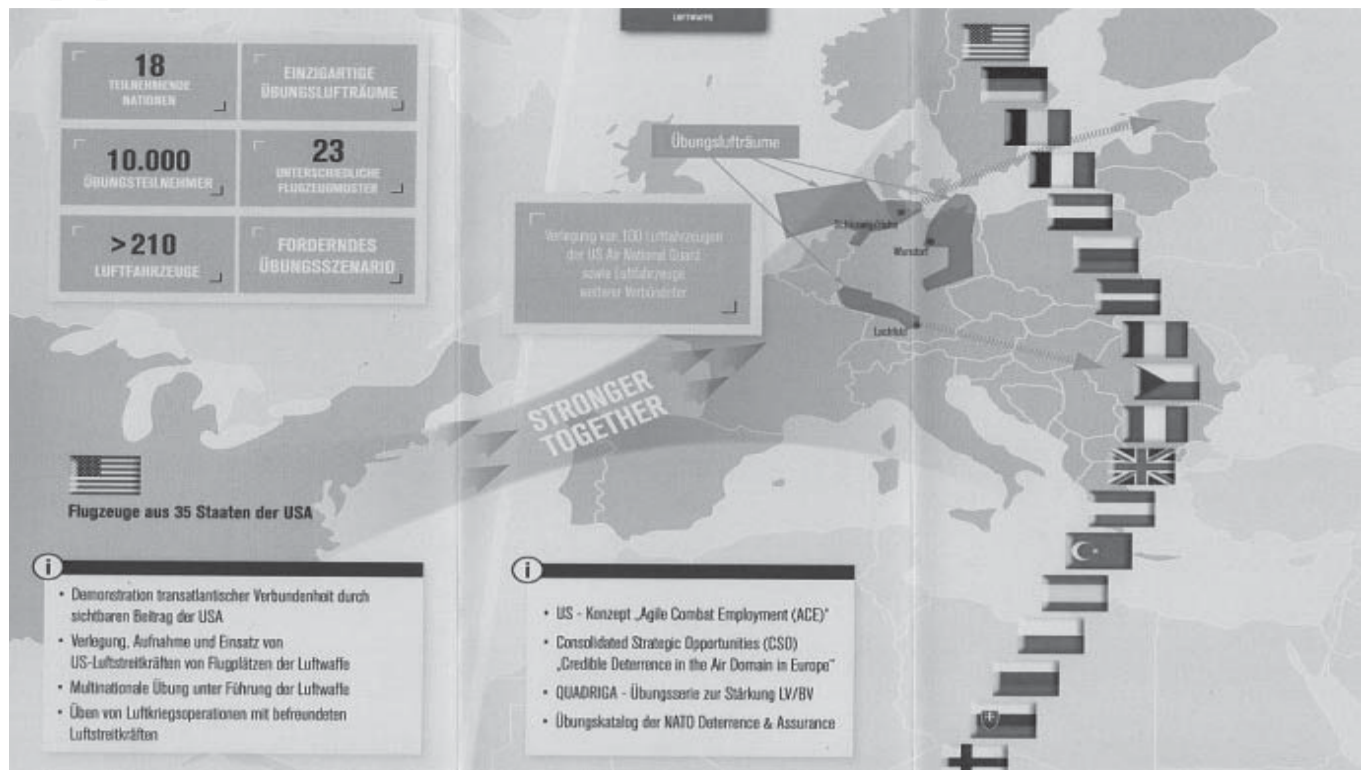 LUFTWAFFE
18
TEILNEHMENDE
NATIONEN
EINZIGARTIGE
ÜBUNGSLUFTRÄUME
10.000
ÜBUNGSTEILNEHMER
23
UNTERSCHIEDLICHE
FLUGZEUGMUSTER
>210
LUFTFAHRZEUGE
FORDERNDES
ÜBUNGSSZENARIO
Übungslufträume
Verlegung von 100 Luftfahrzeugen
der US Air National Guard
sowie Luftfahrzeuge
weiterer Verbündeter
Wunstorf
Lechfeld
STRONGER
TOGETHER
Flugzeuge aus 35 Staaten der USA
i
• Demonstration transatlantischer Verbundenheit durch
sichtbaren Beitrag der USA
• Verlegung, Aufnahme und Einsatz von
US-Luftstreitkräften von Flugplätzen der Luftwaffe
• Multinationale Übung unter Führung der Luftwaffe
• Üben von Luftkriegsoperationen mit befreundeten
Luftstreitkräften
i
• US - Konzept „Agile Combat Employment (ACE)"
• Consolidated Strategic Opportunities (CSO)
„Credible Deterrence in the Air Domain in Europe"
• QUADRIGA - Übungsserie zur Stärkung LV/BV
• Übungskatalog der NATO Deterrence & Assurance